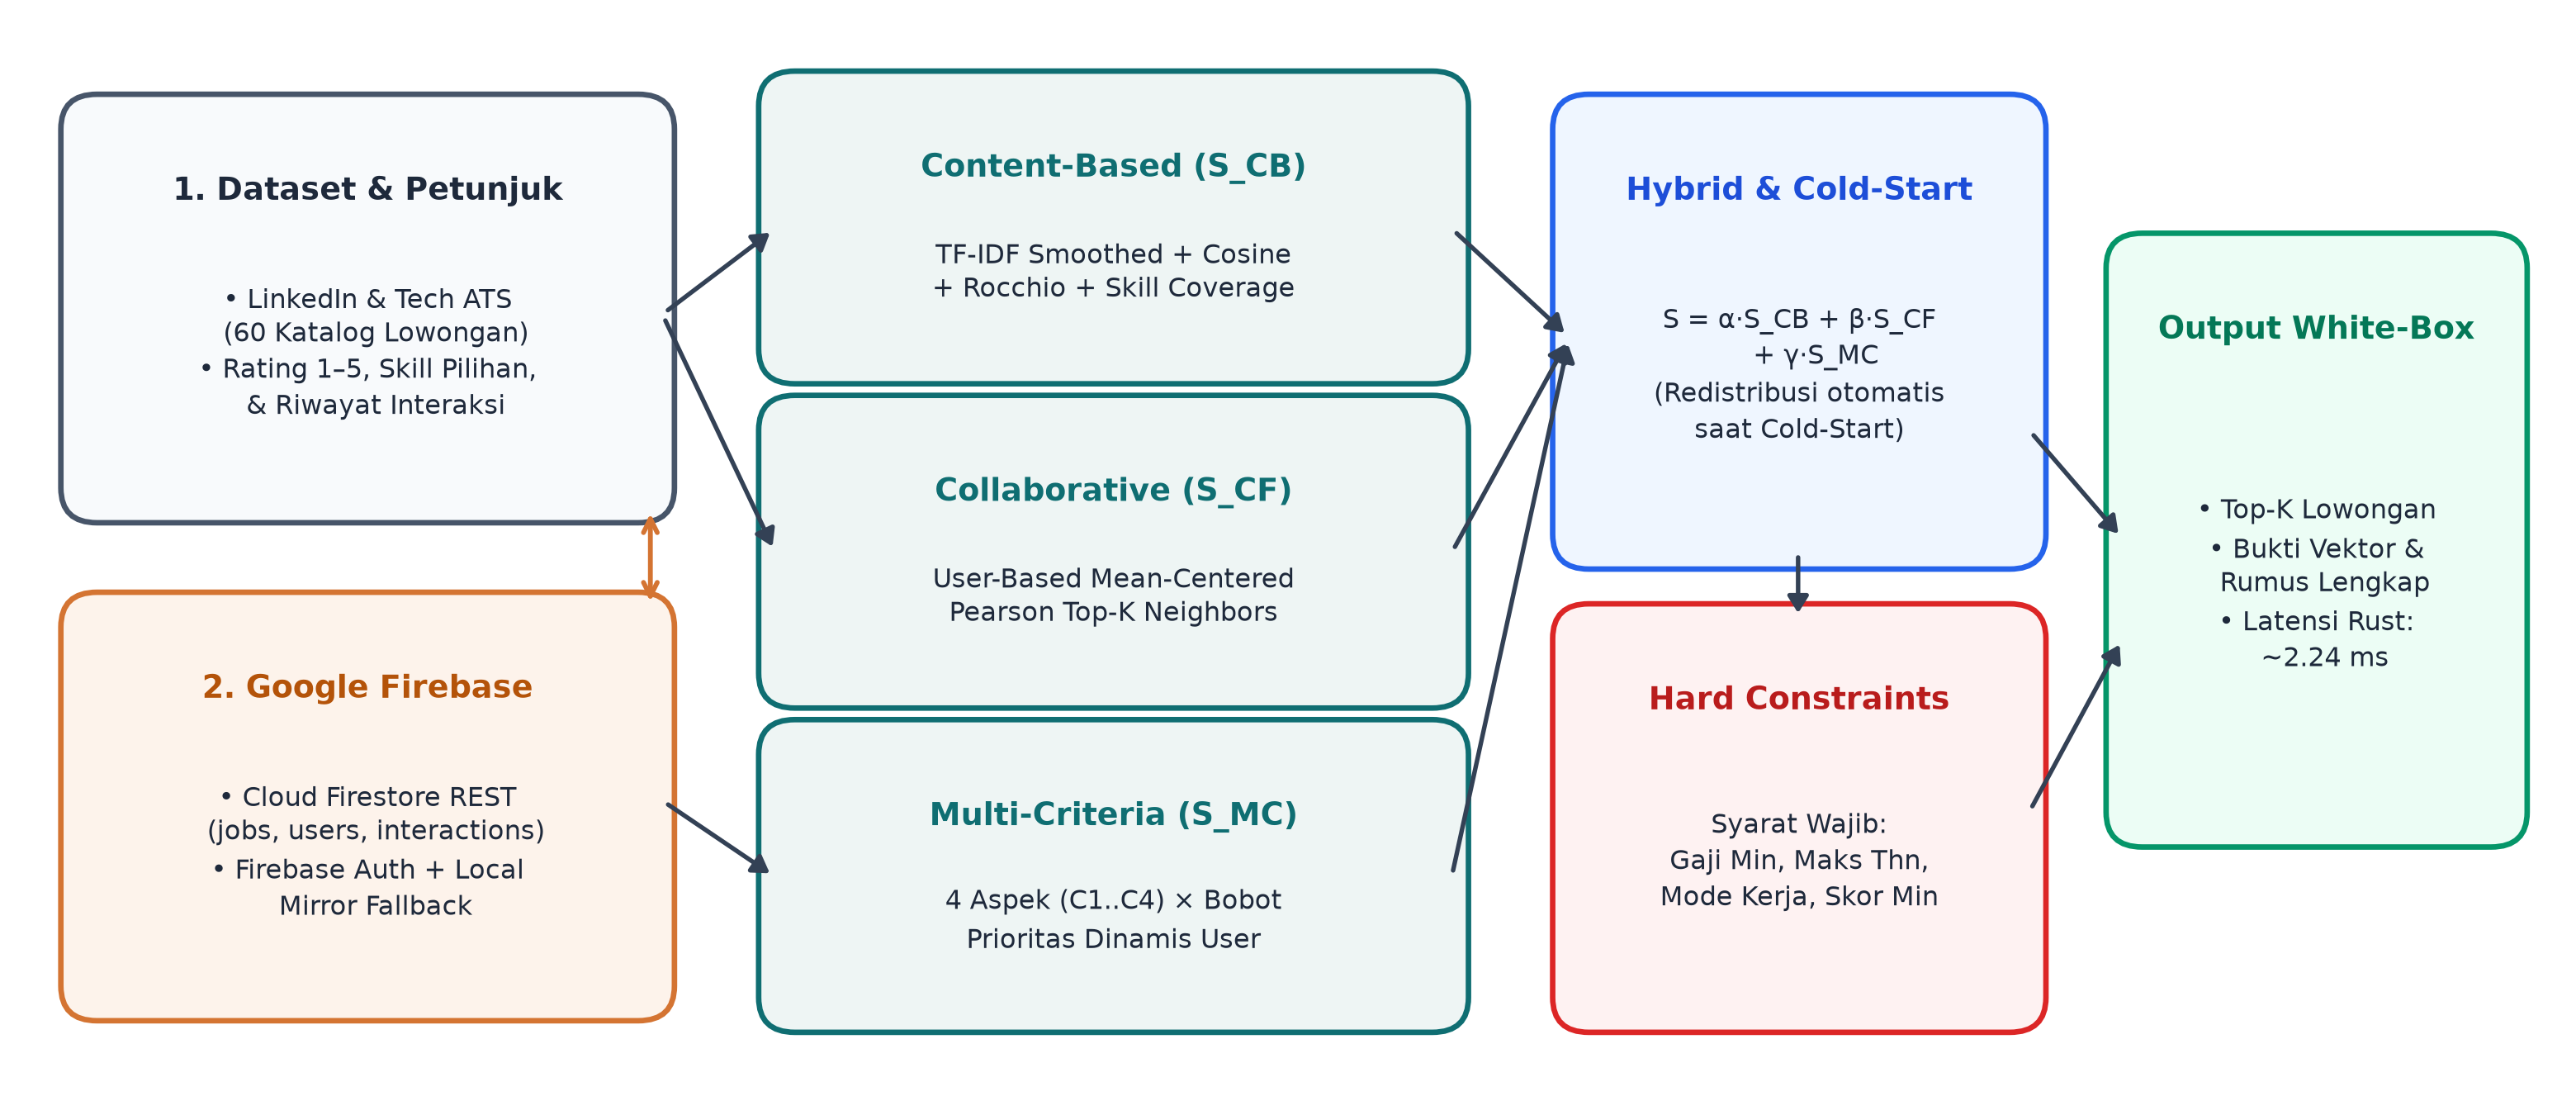 1. Dataset & Petunjuk
• LinkedIn & Tech ATS
(60 Katalog Lowongan)
• Rating 1–5, Skill Pilihan,
& Riwayat Interaksi
2. Google Firebase
• Cloud Firestore REST
(jobs, users, interactions)
• Firebase Auth + Local
Mirror Fallback
Content-Based (S_CB)
TF-IDF Smoothed + Cosine
+ Rocchio + Skill Coverage
Collaborative (S_CF)
User-Based Mean-Centered
Pearson Top-K Neighbors
Multi-Criteria (S_MC)
4 Aspek (C1..C4) × Bobot
Prioritas Dinamis User
Hybrid & Cold-Start
S = α·S_CB + β·S_CF
+ γ·S_MC
(Redistribusi otomatis
saat Cold-Start)
Hard Constraints
Syarat Wajib:
Gaji Min, Maks Thn,
Mode Kerja, Skor Min
Output White-Box
• Top-K Lowongan
• Bukti Vektor &
Rumus Lengkap
• Latensi Rust:
~2.24 ms